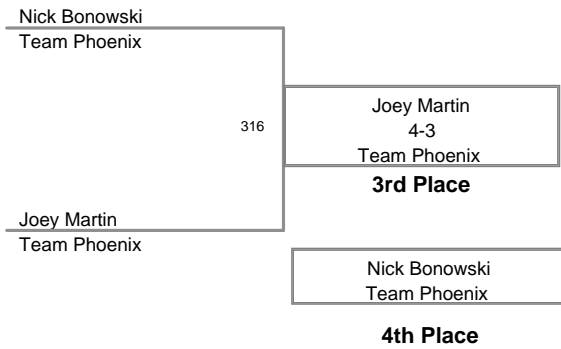 Nick Bonowski
Team Phoenix
316
Joey Martin
4-3
Team Phoenix
3rd Place
Joey Martin
Team Phoenix
Nick Bonowski
Team Phoenix
4th Place